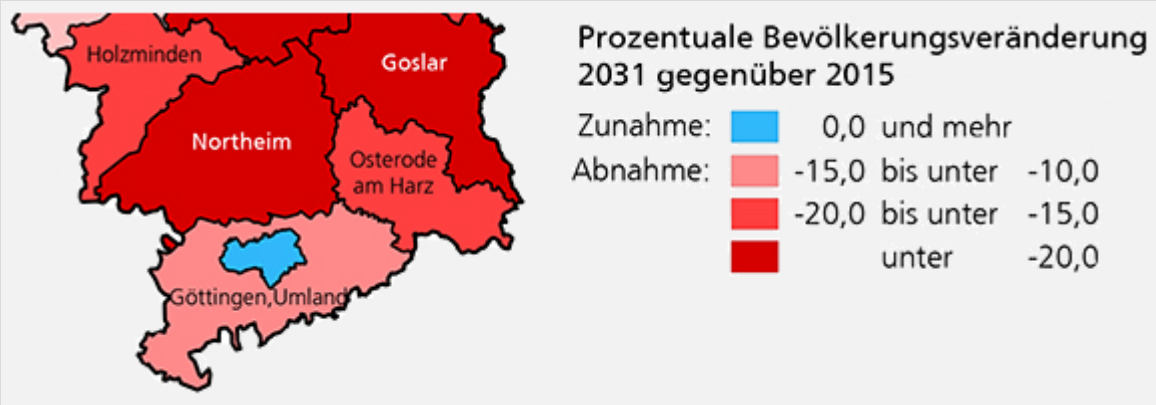 Holzminden
Goslar
Northeim
Osterode
am Harz
Göttingen,Umland
Prozentuale Bevölkerungsveränderung
2031 gegenüber 2015
Zunahme: 0,0 und mehr
Abnahme: -15,0 bis unter -10,0
-20,0 bis unter -15,0
unter -20,0